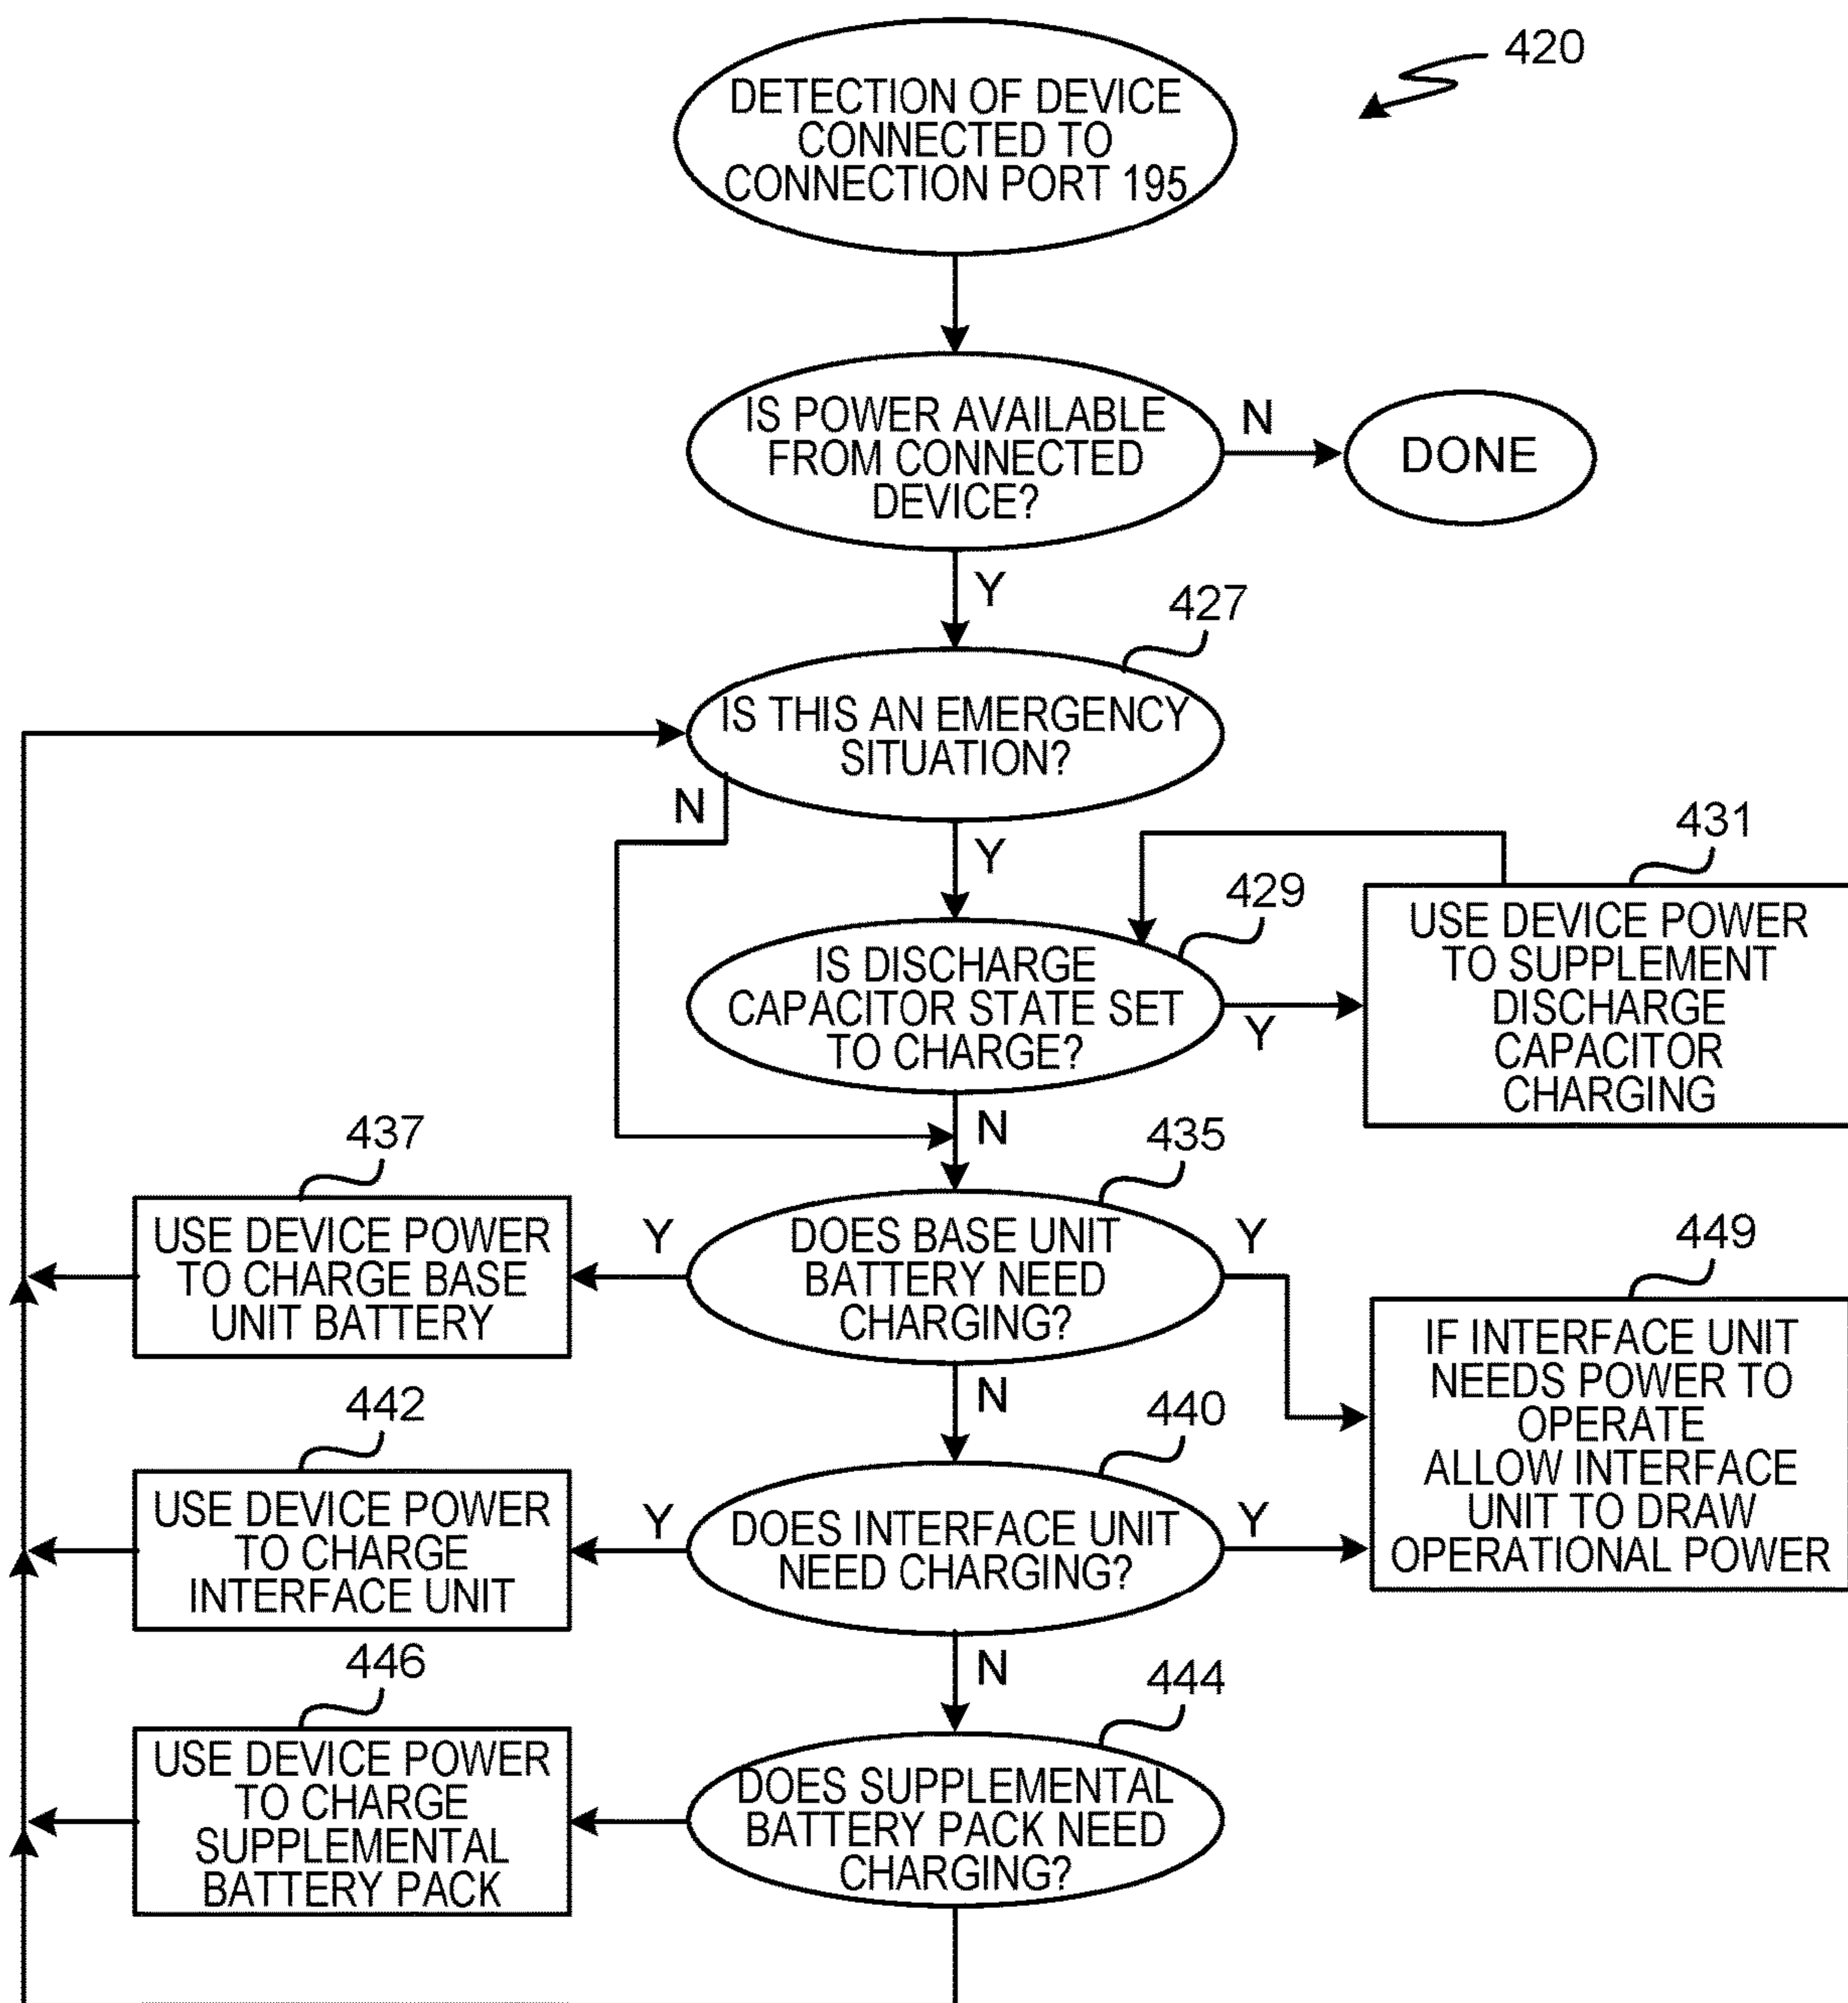 420
DETECTION OF DEVICE
CONNECTED TO
CONNECTION PORT 195
IS POWER AVAILABLE
FROM CONNECTED
DEVICE?
N
DONE
Y
427
IS THIS AN EMERGENCY
SITUATION?
N
Y
429
IS DISCHARGE
CAPACITOR STATE SET
TO CHARGE?
Y
431
USE DEVICE POWER
TO SUPPLEMENT
DISCHARGE
CAPACITOR
CHARGING
N
435
DOES BASE UNIT
BATTERY NEED
CHARGING?
Y
437
USE DEVICE POWER
TO CHARGE BASE
UNIT BATTERY
Y
449
IF INTERFACE UNIT
NEEDS POWER TO
OPERATE
ALLOW INTERFACE
UNIT TO DRAW
OPERATIONAL POWER
N
440
DOES INTERFACE UNIT
NEED CHARGING?
Y
442
USE DEVICE POWER
TO CHARGE
INTERFACE UNIT
Y
N
444
DOES SUPPLEMENTAL
BATTERY PACK NEED
CHARGING?
446
USE DEVICE POWER
TO CHARGE
SUPPLEMENTAL
BATTERY PACK